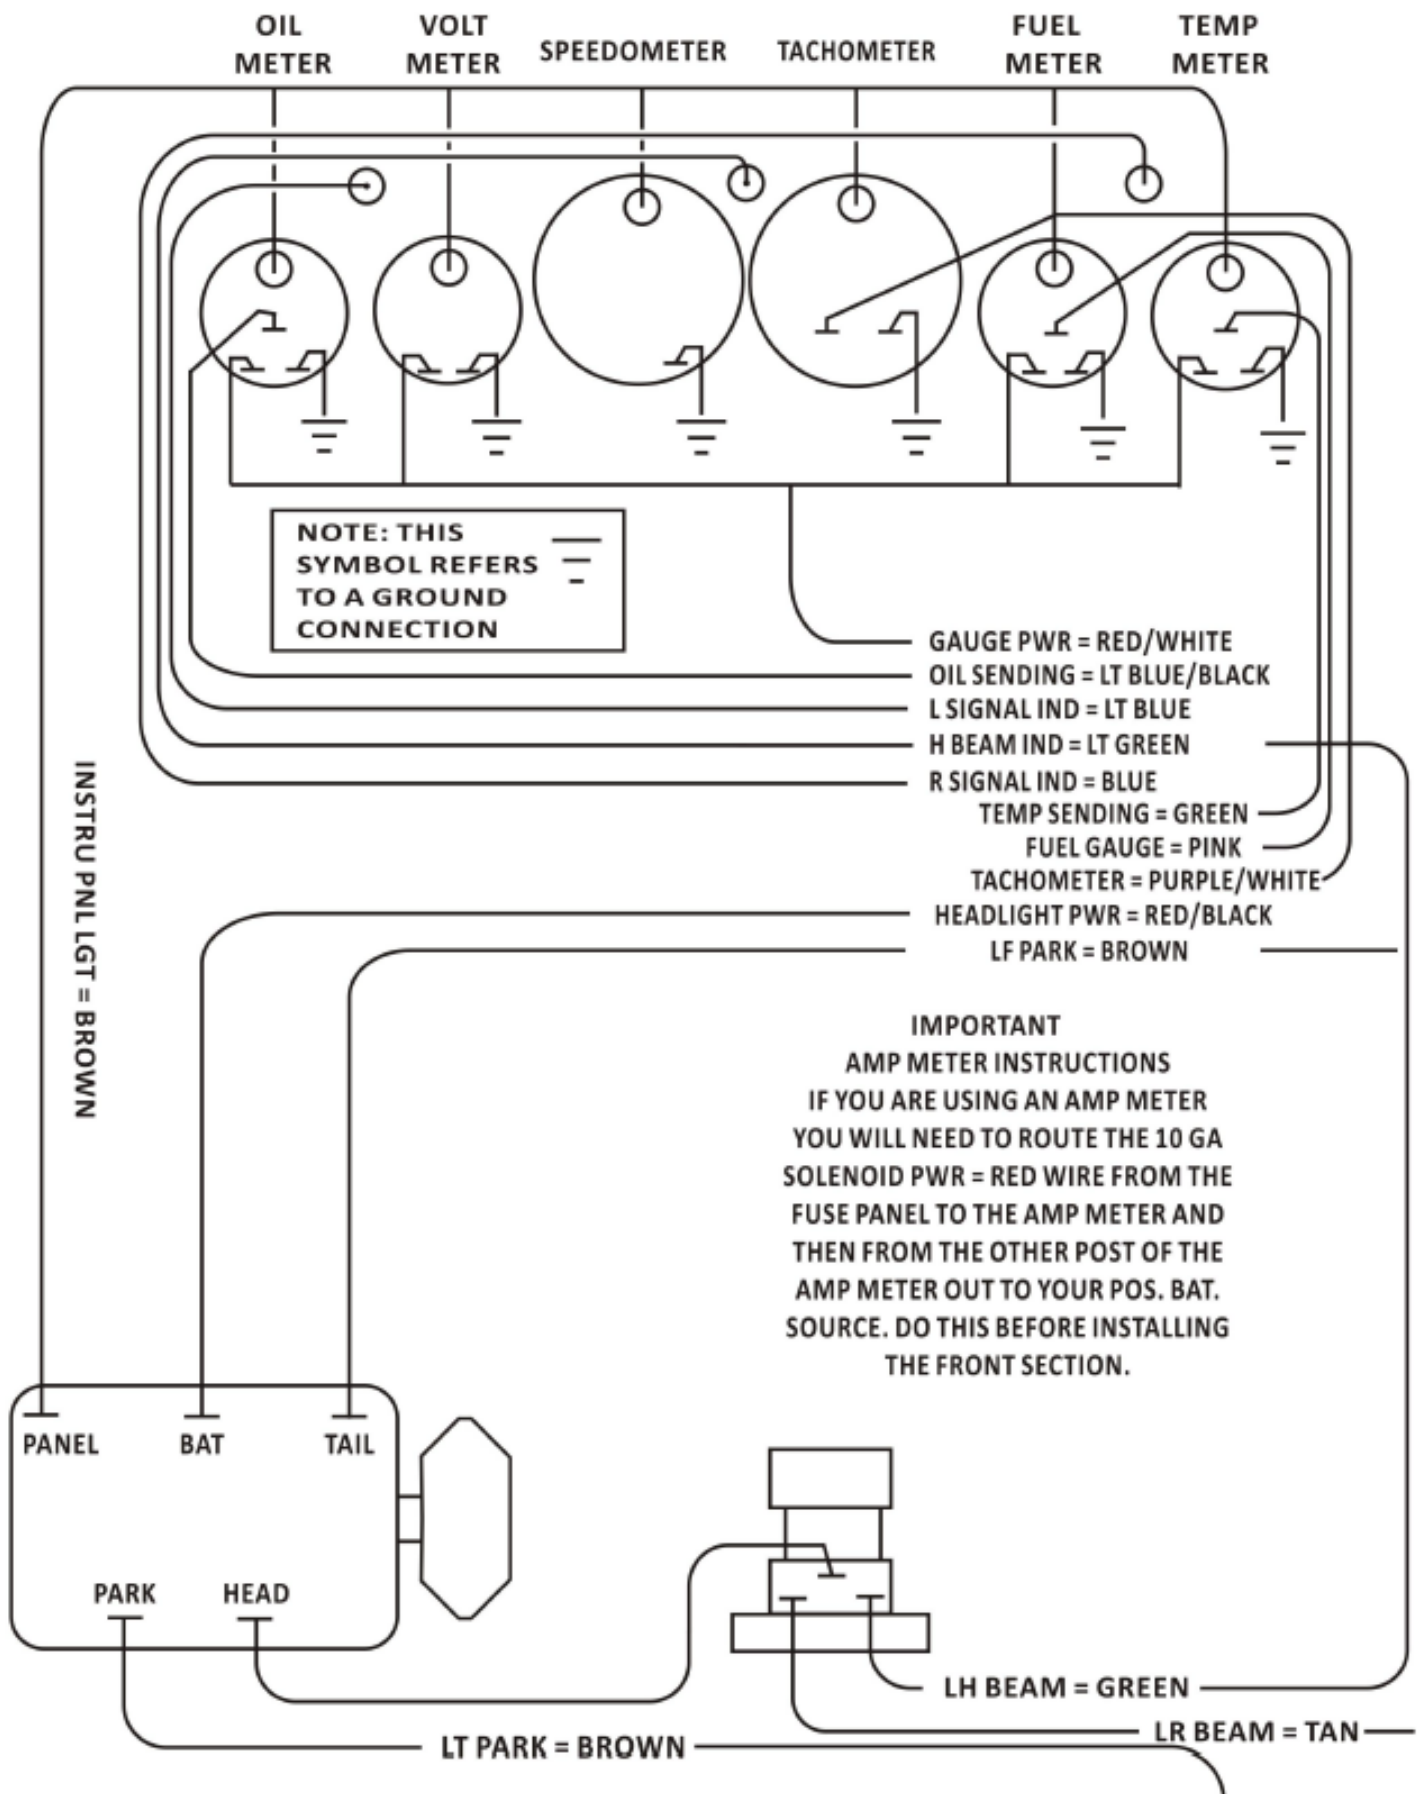 OIL
METER
VOLT
METER
SPEEDOMETER
TACHOMETER
FUEL
METER
TEMP
METER
NOTE: THIS
SYMBOL REFERS
TO A GROUND
CONNECTION
GAUGE PWR = RED/WHITE
OIL SENDING = LT BLUE/BLACK
L SIGNAL IND = LT BLUE
H BEAM IND = LT GREEN
R SIGNAL IND = BLUE
TEMP SENDING = GREEN
FUEL GAUGE = PINK
TACHOMETER = PURPLE/WHITE
HEADLIGHT PWR = RED/BLACK
LF PARK = BROWN
INSTRU PNL LGT = BROWN
IMPORTANT
AMP METER INSTRUCTIONS
IF YOU ARE USING AN AMP METER
YOU WILL NEED TO ROUTE THE 10 GA
SOLENOID PWR = RED WIRE FROM THE
FUSE PANEL TO THE AMP METER AND
THEN FROM THE OTHER POST OF THE
AMP METER OUT TO YOUR POS. BAT.
SOURCE. DO THIS BEFORE INSTALLING
THE FRONT SECTION.
PANEL
BAT
TAIL
PARK
HEAD
LH BEAM = GREEN
LR BEAM = TAN
LT PARK = BROWN